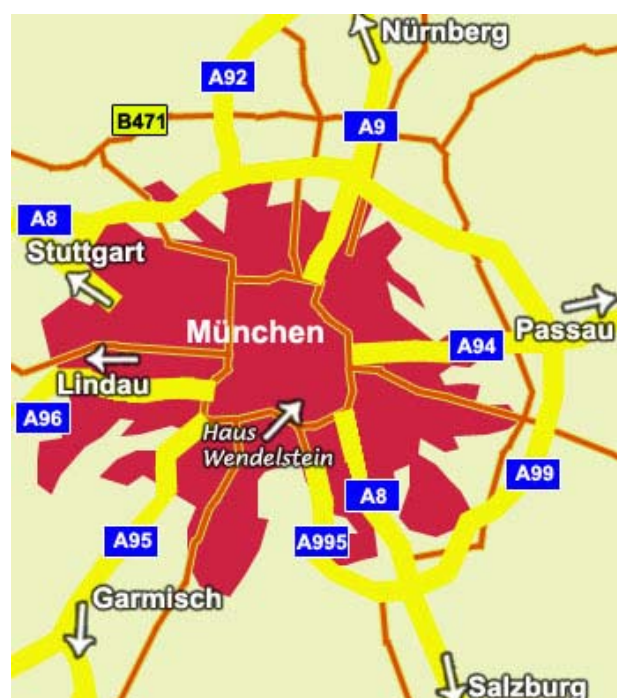 Nürnberg
A92
B471
A9
A8
Stuttgart
München
Passau
A94
Lindau
A96
Haus
Wendelstein
A99
A8
A95
A995
Garmisch
Salzburg